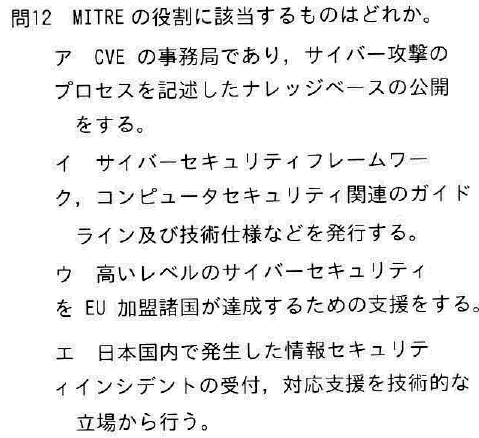 問12 MITREの役割に該当するものはどれか。
ア CVE の事務局であり，サイバー攻撃の
プロセスを記述したナレッジベースの公開
をする。
イ サイバーセキュリティフレームワー
ク，コンピュータセキュリティ関連のガイド
ライン及び技術仕様などを発行する。
ウ 高いレベルのサイバーセキュリティ
を EU 加盟諸国が達成するための支援をする。
エ 日本国内で発生した情報セキュリテ
ィインシデントの受付，対応支援を技術的な
立場から行う。